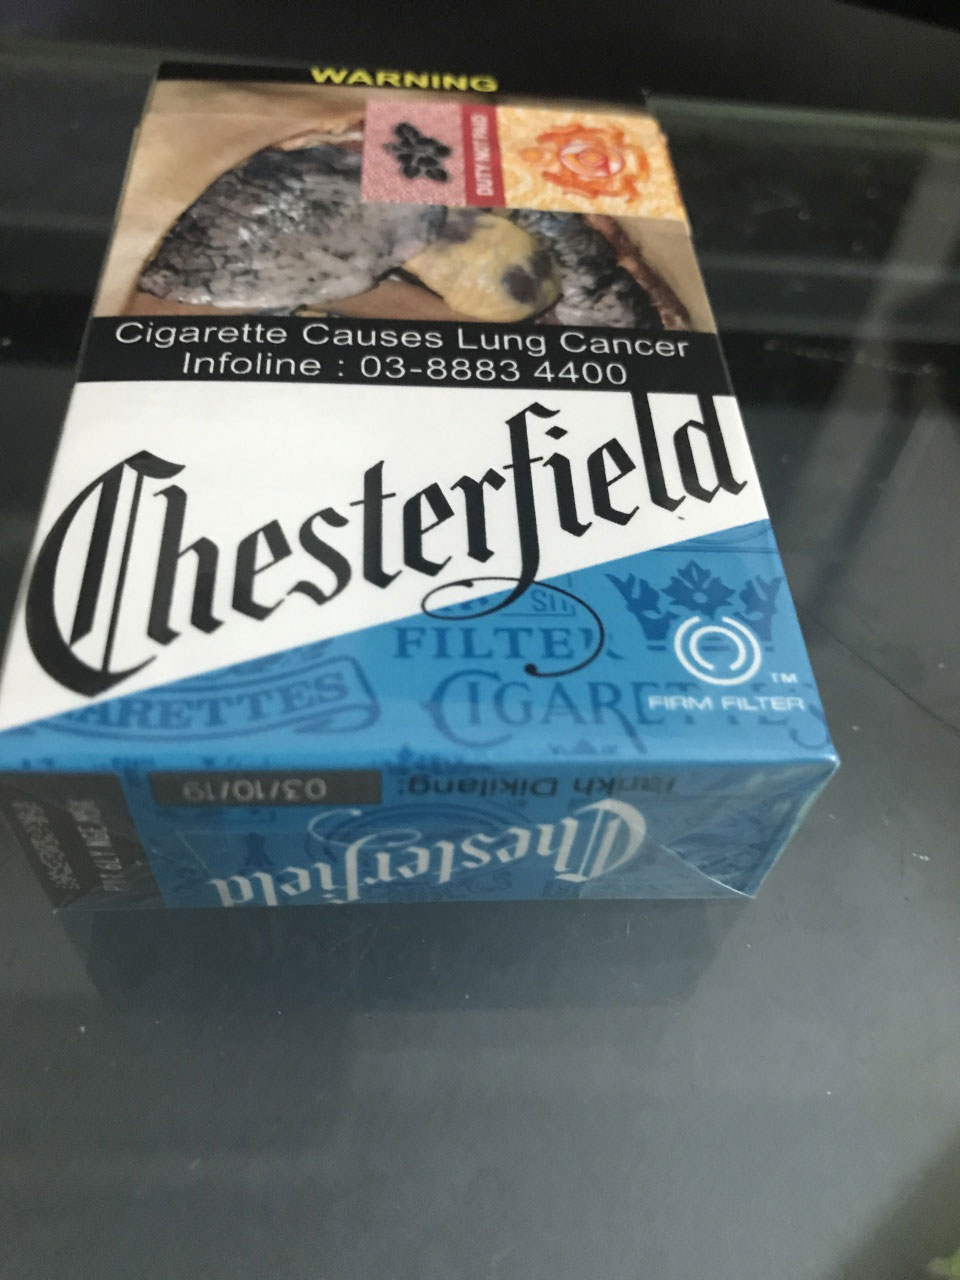 WARNING
DUTY NOT PAID
Cigarette Causes Lung Cancer
Infoline : 03-8883 4400
Chesterfield
FILTER
CIGARETTES
ARETTES
TM
FIRM FILTER
Tarikh Dikilang:
03/10/19
Chesterfield